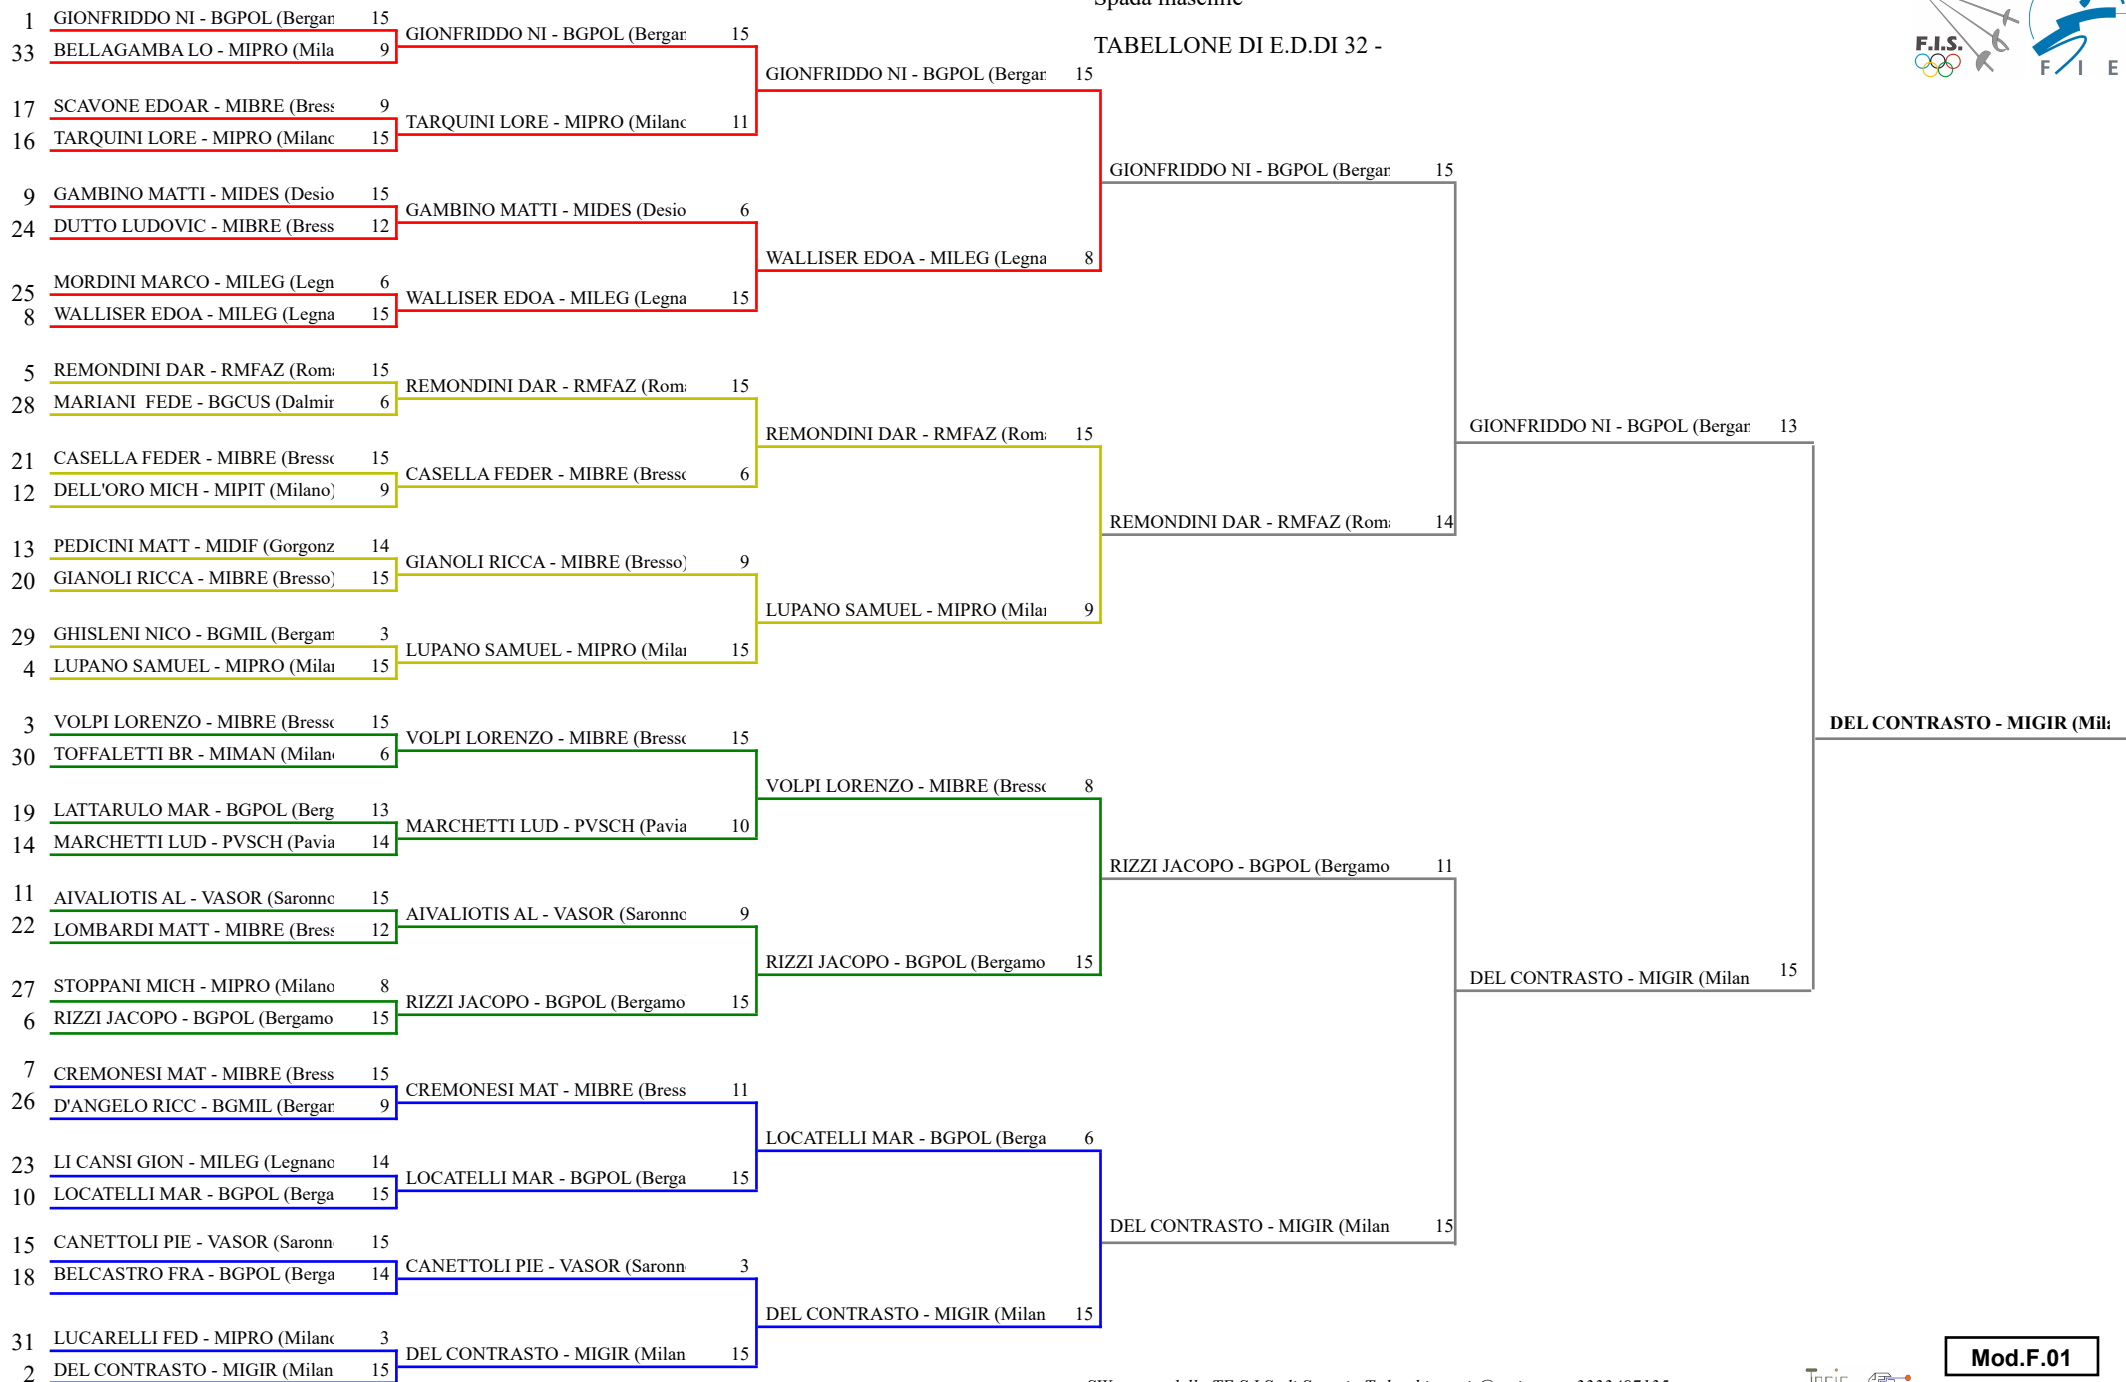 Spada maschile
TABELLONE DI E.D.DI 32 -
F.I.S.
F I E
1 GIONFRIDDO NI - BGPOL (Bergan 15
33 BELLAGAMBA LO - MIPRO (Mila 9
17 SCAVONE EDOAR - MIBRE (Bress 9
16 TARQUINI LORE - MIPRO (Milano 15
9 GAMBINO MATTI - MIDES (Desio 15
24 DUTTO LUDOVIC - MIBRE (Bress 12
25 MORDINI MARCO - MILEG (Legn 6
8 WALLISER EDOA - MILEG (Legna 15
5 REMONDINI DAR - RMFAZ (Roma 15
28 MARIANI FEDE - BGCUS (Dalmin 6
21 CASELLA FEDER - MIBRE (Bresso 15
12 DELL'ORO MICH - MIPIT (Milano) 9
13 PEDICINI MATT - MIDIF (Gorgonz 14
20 GIANOLI RICCA - MIBRE (Bresso) 15
29 GHISLENI NICO - BGMIL (Bergam 3
4 LUPANO SAMUEL - MIPRO (Milan 15
3 VOLPI LORENZO - MIBRE (Bresso 15
30 TOFFALETTI BR - MIMAN (Milan 6
19 LATTARULO MAR - BGPOL (Berg 13
14 MARCHETTI LUD - PVSCH (Pavia 14
11 AIVALIOTIS AL - VASOR (Saronno 15
22 LOMBARDI MATT - MIBRE (Bress 12
27 STOPPANI MICH - MIPRO (Milano 8
6 RIZZI JACOPO - BGPOL (Bergamo 15
7 CREMONESI MAT - MIBRE (Bress 15
26 D'ANGELO RICC - BGMIL (Bergan 9
23 LI CANSI GION - MILEG (Legnano 14
10 LOCATELLI MAR - BGPOL (Berga 15
15 CANETTOLI PIE - VASOR (Saronn 15
18 BELCASTRO FRA - BGPOL (Berga 14
31 LUCARELLI FED - MIPRO (Milano 3
2 DEL CONTRASTO - MIGIR (Milan 15
GIONFRIDDO NI - BGPOL (Bergan 15
TARQUINI LORE - MIPRO (Milano 11
GAMBINO MATTI - MIDES (Desio 6
WALLISER EDOA - MILEG (Legna 15
REMONDINI DAR - RMFAZ (Roma 15
CASELLA FEDER - MIBRE (Bresso 6
GIANOLI RICCA - MIBRE (Bresso) 9
LUPANO SAMUEL - MIPRO (Milan 15
VOLPI LORENZO - MIBRE (Bresso 15
MARCHETTI LUD - PVSCH (Pavia 10
AIVALIOTIS AL - VASOR (Saronno 9
RIZZI JACOPO - BGPOL (Bergamo 15
CREMONESI MAT - MIBRE (Bress 11
LOCATELLI MAR - BGPOL (Berga 15
CANETTOLI PIE - VASOR (Saronn 3
DEL CONTRASTO - MIGIR (Milan 15
GIONFRIDDO NI - BGPOL (Bergan 15
WALLISER EDOA - MILEG (Legna 8
REMONDINI DAR - RMFAZ (Roma 15
LUPANO SAMUEL - MIPRO (Milan 9
VOLPI LORENZO - MIBRE (Bresso 8
RIZZI JACOPO - BGPOL (Bergamo 15
LOCATELLI MAR - BGPOL (Berga 6
DEL CONTRASTO - MIGIR (Milan 15
GIONFRIDDO NI - BGPOL (Bergan 15
REMONDINI DAR - RMFAZ (Roma 14
RIZZI JACOPO - BGPOL (Bergamo 11
DEL CONTRASTO - MIGIR (Milan 15
GIONFRIDDO NI - BGPOL (Bergan 13
DEL CONTRASTO - MIGIR (Milan 15
DEL CONTRASTO - MIGIR (Mila
Mod.F.01